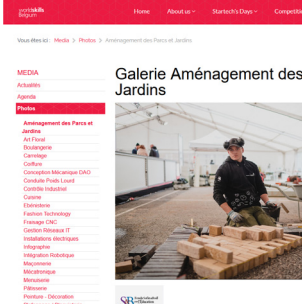 worldskills
Belgium
Home
About us
Startech's Days
Competiti
Vous êtes ici :
Media > Photos > Amenagement des Parcs et Jardins
MEDIA
Actualités
Agenda
Photos
Aménagement des Parcs et
Jardins
Art Floral
Boulangerie
Carrelage
Coiffure
Conception Mécanique DAO
Conduite Poids Lourd
Contrôle Industriel
Cuisine
Ebénisterie
Fashion Technology
Fraisage CNC
Gestion Réseaux IT
Installations électriques
Infographie
Intégration Robotique
Maçonnerie
Mécatronique
Menuiserie
Pâtisserie
Peinture - Décoration
Galerie Aménagement des
Jardins